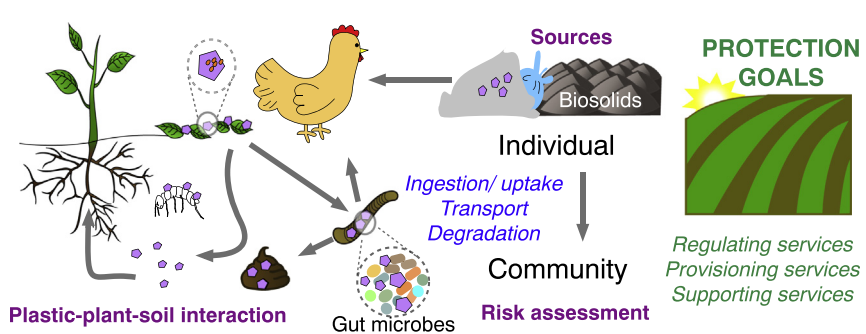 Sources
PROTECTION
GOALS
Biosolids
Individual
Ingestion/ uptake
Transport
Degradation
Community
Regulating services
Provisioning services
Supporting services
Plastic-plant-soil interaction
Gut microbes
Risk assessment